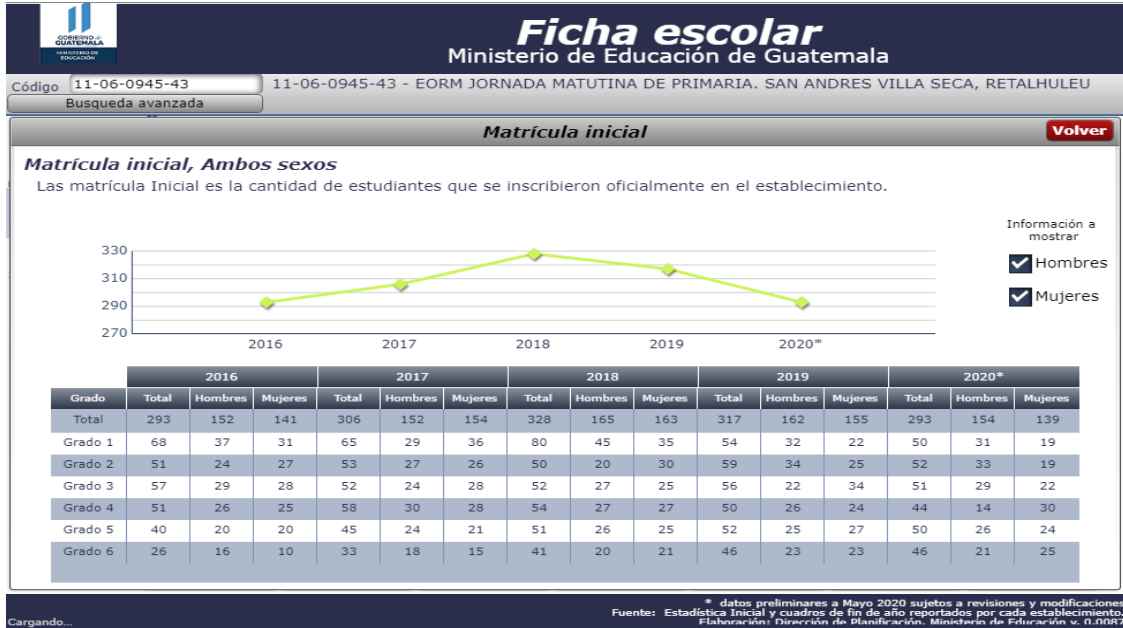 GOBIERNO de
GUATEMALA
MINISTERIO DE
EDUCACIÓN
Ficha escolar
Ministerio de Educación de Guatemala
Código 11-06-0945-43 11-06-0945-43 - EORM JORNADA MATUTINA DE PRIMARIA. SAN ANDRES VILLA SECA, RETALHULEU
Busqueda avanzada
Matrícula inicial Volver
Matrícula inicial, Ambos sexos
Las matrícula Inicial es la cantidad de estudiantes que se inscribieron oficialmente en el establecimiento.
Información a
mostrar
Hombres
Mujeres
330
310
290
270
2016 2017 2018 2019 2020*
2016 2017 2018 2019 2020*
Grado Total Hombres Mujeres Total Hombres Mujeres Total Hombres Mujeres Total Hombres Mujeres Total Hombres Mujeres
Total 293 152 141 306 152 154 328 165 163 317 162 155 293 154 139
Grado 1 68 37 31 65 29 36 80 45 35 54 32 22 50 31 19
Grado 2 51 24 27 53 27 26 50 20 30 59 34 25 52 33 19
Grado 3 57 29 28 52 24 28 52 27 25 56 22 34 51 29 22
Grado 4 51 26 25 58 30 28 54 27 27 50 26 24 44 14 30
Grado 5 40 20 20 45 24 21 51 26 25 52 25 27 50 26 24
Grado 6 26 16 10 33 18 15 41 20 21 46 23 23 46 21 25
* datos preliminares a Mayo 2020 sujetos a revisiones y modificaciones
Fuente: Estadística Inicial y cuadros de fin de año reportados por cada establecimiento.
Cargando... Elaboración: Dirección de Planificación. Ministerio de Educación v. 0.0087